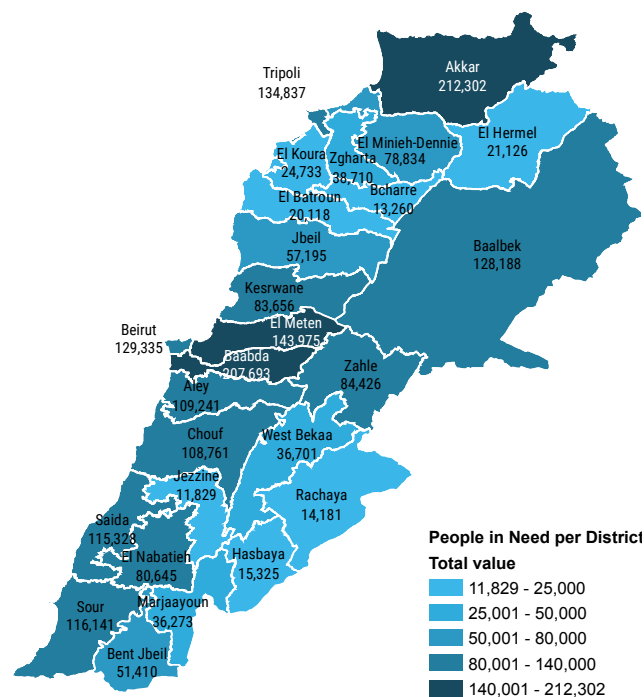 Akkar
212,302
Tripoli
134,837
El Hermel
21,126
El Minieh-Dennie
78,834
El Koura
24,733
Zgharta
38,710
Bcharre
13,260
El Batroun
20,118
Jbeil
57,195
Baalbek
128,188
Kesrwane
83,656
El Meten
143,975
Beirut
129,335
Baabda
207,693
Zahle
84,426
Aley
109,241
Chouf
108,761
West Bekaa
36,701
Jezzine
11,829
Rachaya
14,181
Saida
115,328
El Nabatieh
80,645
Hasbaya
15,325
Marjaayoun
36,273
Sour
116,141
Bent Jbeil
51,410
People in Need per District
Total value
11,829 - 25,000
25,001 - 50,000
50,001 - 80,000
80,001 - 140,000
140,001 - 212,302